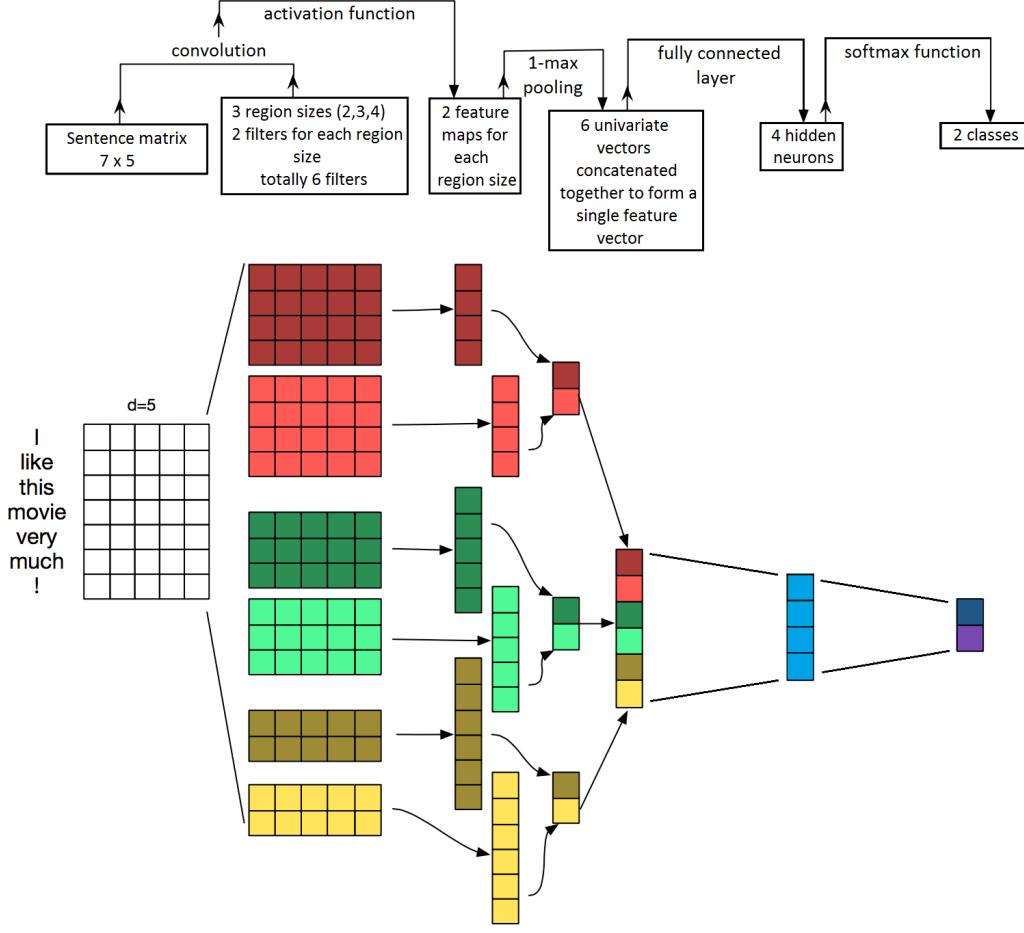 activation function
convolution
1-max
pooling
fully connected
layer
softmax function
Sentence matrix
7 x 5
3 region sizes (2,3,4)
2 filters for each region
size
totally 6 filters
2 feature
maps for
each
region size
6 univariate
vectors
concatenated
together to form a
single feature
vector
4 hidden
neurons
2 classes
d=5
I
like
this
movie
very
much
!